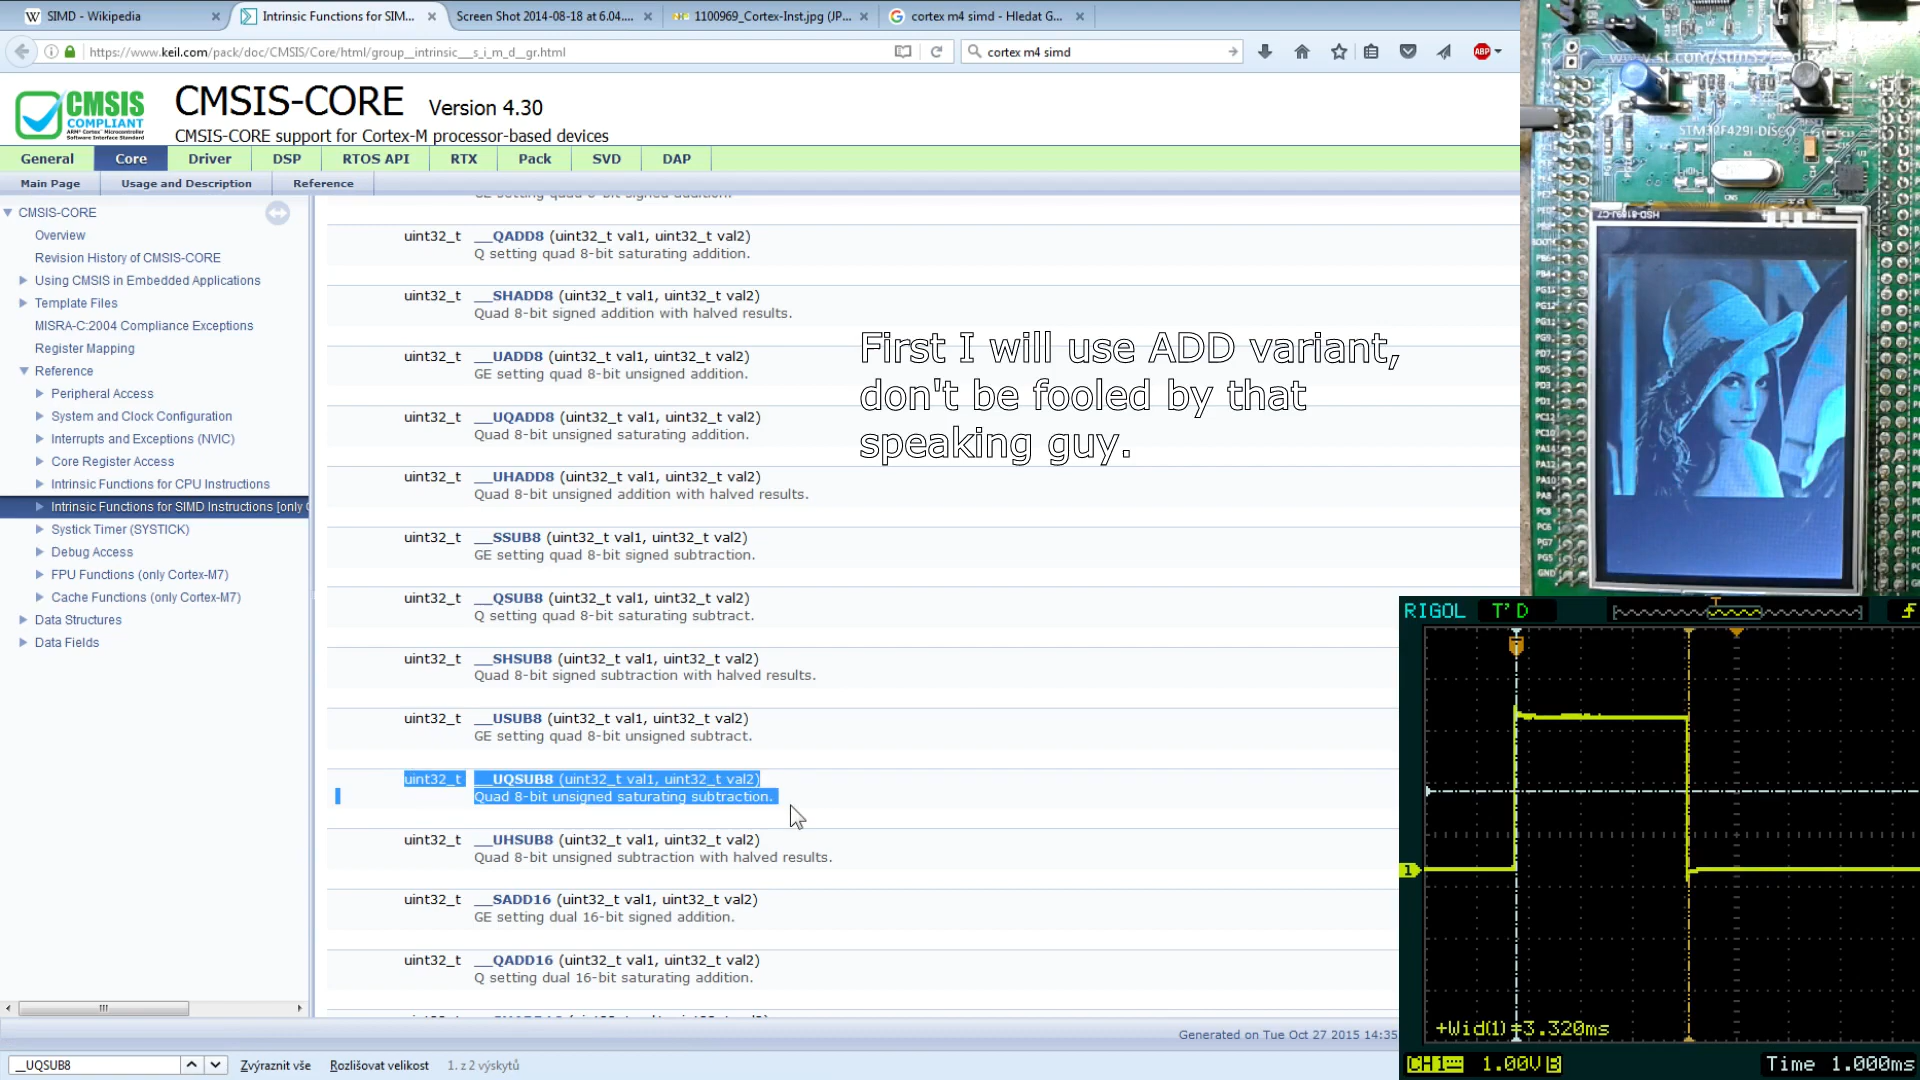 SIMD - Wikipedia
Intrinsic Functions for SIM...
Screen Shot 2014-08-18 at 6.04....
1100969_Cortex-Inst.jpg (JP...
cortex m4 simd - Hledat G...
https://www.keil.com/pack/doc/CMSIS/Core/html/group__intrinsic___s_i_m_d__gr.html
cortex m4 simd
ABP
CMSIS
COMPLIANT
CMSIS-CORE Version 4.30
CMSIS-CORE support for Cortex-M processor-based devices
General Core Driver DSP RTOS API RTX Pack SVD DAP
Main Page Usage and Description Reference
CMSIS-CORE
Overview
Revision History of CMSIS-CORE
Using CMSIS in Embedded Applications
Template Files
MISRA-C:2004 Compliance Exceptions
Register Mapping
Reference
Peripheral Access
System and Clock Configuration
Interrupts and Exceptions (NVIC)
Core Register Access
Intrinsic Functions for CPU Instructions
Intrinsic Functions for SIMD Instructions [only
Systick Timer (SYSTICK)
Debug Access
FPU Functions (only Cortex-M7)
Cache Functions (only Cortex-M7)
Data Structures
Data Fields
GE setting quad 8-bit signed addition.
uint32_t __QADD8 (uint32_t val1, uint32_t val2)
Q setting quad 8-bit saturating addition.
uint32_t __SHADD8 (uint32_t val1, uint32_t val2)
Quad 8-bit signed addition with halved results.
uint32_t __UADD8 (uint32_t val1, uint32_t val2)
GE setting quad 8-bit unsigned addition.
uint32_t __UQADD8 (uint32_t val1, uint32_t val2)
Quad 8-bit unsigned saturating addition.
uint32_t __UHADD8 (uint32_t val1, uint32_t val2)
Quad 8-bit unsigned addition with halved results.
uint32_t __SSUB8 (uint32_t val1, uint32_t val2)
GE setting quad 8-bit signed subtraction.
uint32_t __QSUB8 (uint32_t val1, uint32_t val2)
Q setting quad 8-bit saturating subtract.
uint32_t __SHSUB8 (uint32_t val1, uint32_t val2)
Quad 8-bit signed subtraction with halved results.
uint32_t __USUB8 (uint32_t val1, uint32_t val2)
GE setting quad 8-bit unsigned subtract.
uint32_t __UQSUB8 (uint32_t val1, uint32_t val2)
Quad 8-bit unsigned saturating subtraction.
uint32_t __UHSUB8 (uint32_t val1, uint32_t val2)
Quad 8-bit unsigned subtraction with halved results.
uint32_t __SADD16 (uint32_t val1, uint32_t val2)
GE setting dual 16-bit signed addition.
uint32_t __QADD16 (uint32_t val1, uint32_t val2)
Q setting dual 16-bit saturating addition.
First I will use ADD variant,
don't be fooled by that
speaking guy.
Generated on Tue Oct 27 2015 14:35
__UQSUB8
Zvýraznit vše
Rozlišovat velikost
1. z 2 výskytů
STM32F429I-DISCO
RIGOL T'D
1
+Wid(1)=3.320ms
CH1 1.00V B
Time 1.000ms